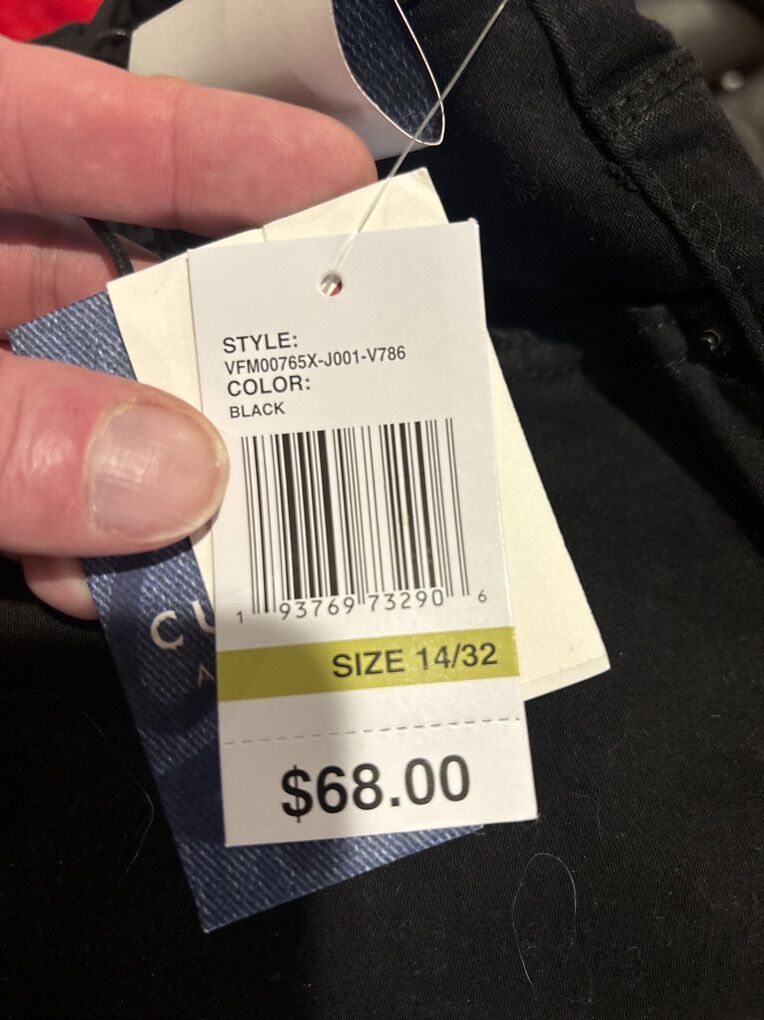 STYLE:
VFM00765X-J001-V786
COLOR:
BLACK
1 93769 73290 6
SIZE 14/32
$68.00